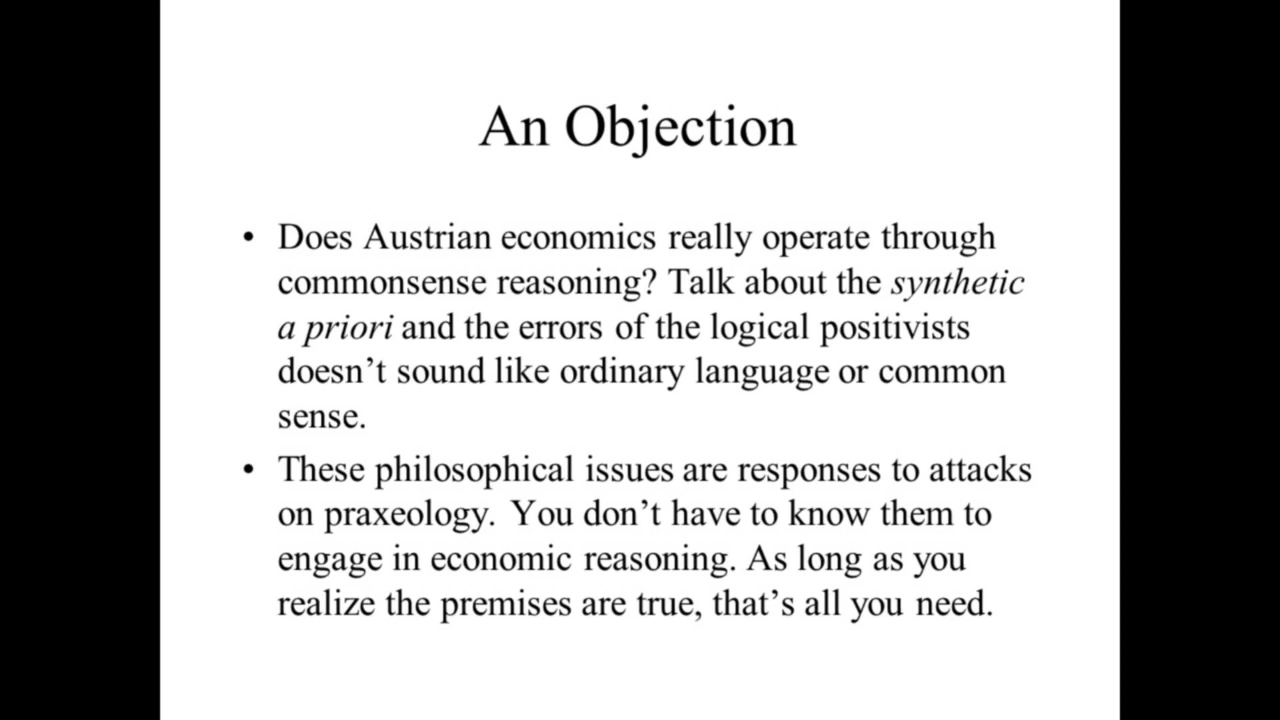 An Objection
• Does Austrian economics really operate through
commonsense reasoning? Talk about the synthetic
a priori and the errors of the logical positivists
doesn’t sound like ordinary language or common
sense.
• These philosophical issues are responses to attacks
on praxeology. You don’t have to know them to
engage in economic reasoning. As long as you
realize the premises are true, that’s all you need.